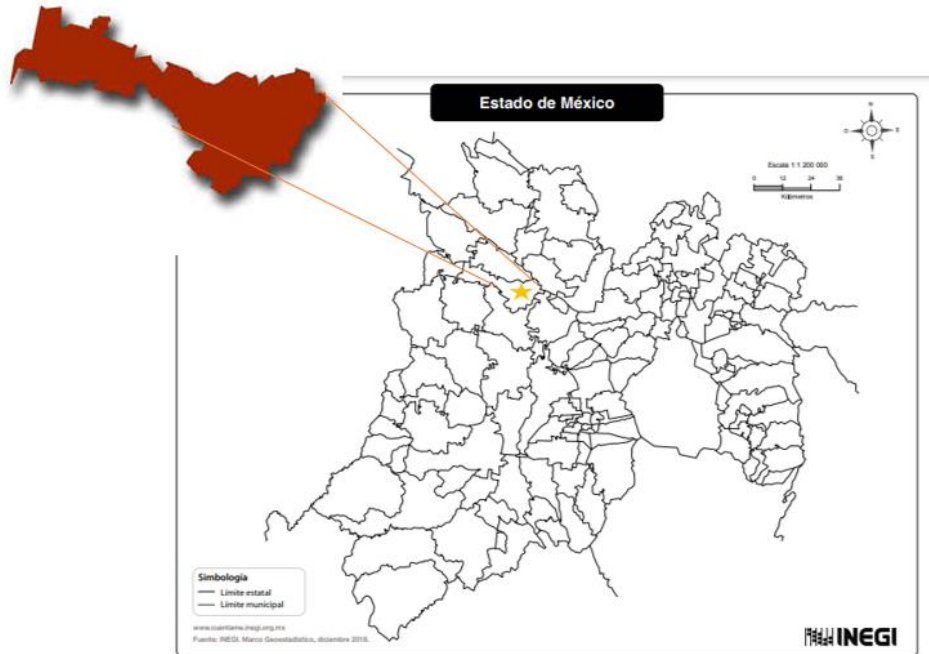 Estado de México
N
O
E
S
Escala 1:1 200 000
0 12 24 36
Kilómetros
Simbología
Límite estatal
Límite municipal
www.cuentame.inegi.org.mx
Fuente: INEGI. Marco Geoestadístico, diciembre 2018.
INEGI